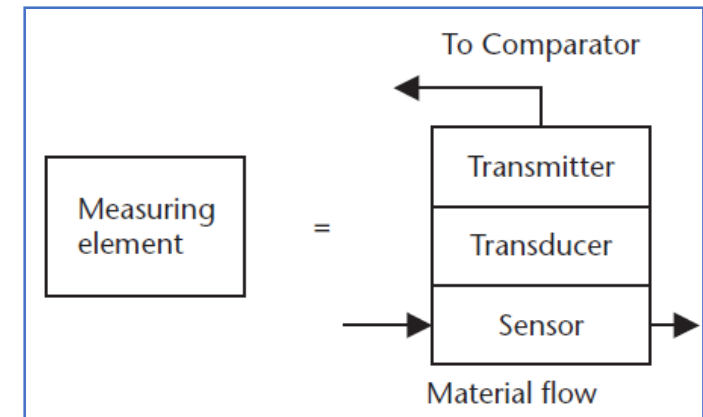 To Comparator
Transmitter
Measuring
element
=
Transducer
Sensor
Material flow